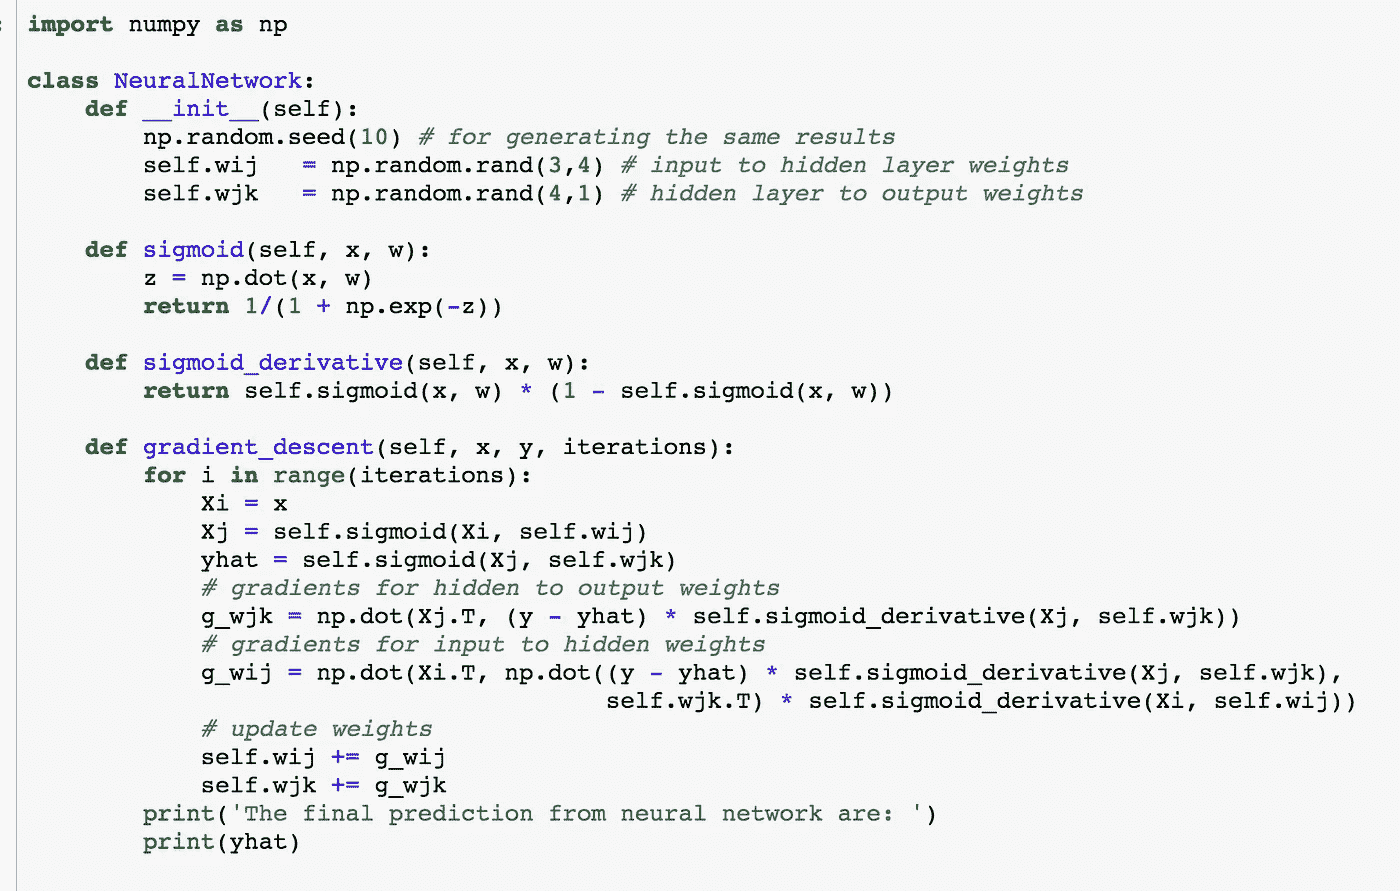 import numpy as np
class NeuralNetwork:
    def __init__(self):
        np.random.seed(10) # for generating the same results
        self.wij   = np.random.rand(3,4) # input to hidden layer weights
        self.wjk   = np.random.rand(4,1) # hidden layer to output weights
    def sigmoid(self, x, w):
        z = np.dot(x, w)
        return 1/(1 + np.exp(-z))
    def sigmoid_derivative(self, x, w):
        return self.sigmoid(x, w) * (1 - self.sigmoid(x, w))
    def gradient_descent(self, x, y, iterations):
        for i in range(iterations):
            Xi = x
            Xj = self.sigmoid(Xi, self.wij)
            yhat = self.sigmoid(Xj, self.wjk)
            # gradients for hidden to output weights
            g_wjk = np.dot(Xj.T, (y - yhat) * self.sigmoid_derivative(Xj, self.wjk))
            # gradients for input to hidden weights
            g_wij = np.dot(Xi.T, np.dot((y - yhat) * self.sigmoid_derivative(Xj, self.wjk),
                                        self.wjk.T) * self.sigmoid_derivative(Xi, self.wij))
            # update weights
            self.wij += g_wij
            self.wjk += g_wjk
        print('The final prediction from neural network are: ')
        print(yhat)